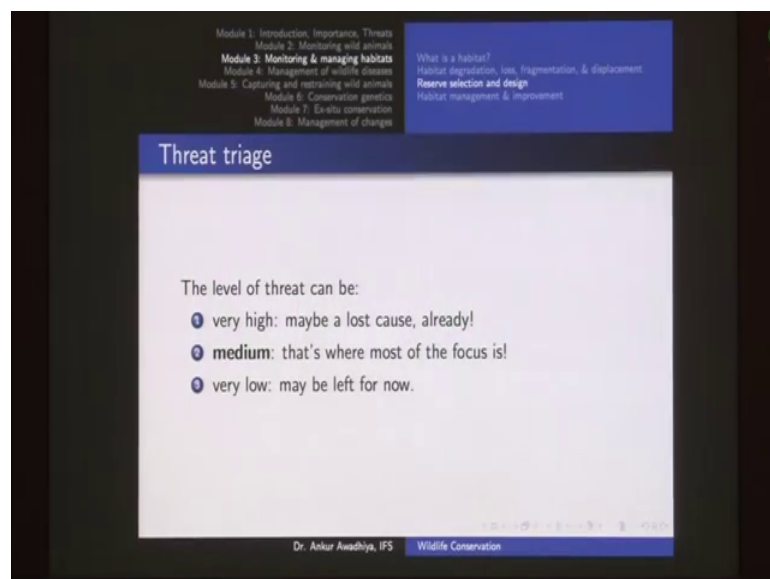 Module 1: Introduction, Importance, Threats
Module 2: Monitoring wild animals
Module 3: Monitoring & managing habitats
Module 4: Management of wildlife diseases
Module 5: Capturing and restraining wild animals
Module 6: Conservation genetics
Module 7: Ex-situ conservation
Module 8: Management of changes
What is a habitat?
Habitat degradation, loss, fragmentation, & displacement
Reserve selection and design
Habitat management & improvement
Threat triage
The level of threat can be:
1 very high: maybe a lost cause, already!
2 medium: that's where most of the focus is!
3 very low: may be left for now.
Dr. Ankur Awadhiya, IFS
Wildlife Conservation